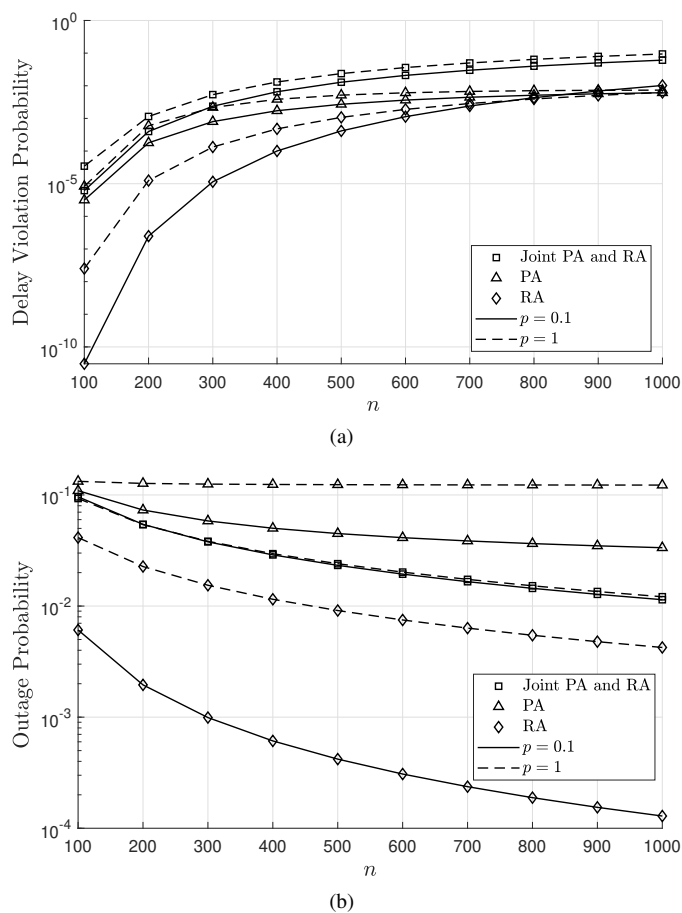 10^0
10^-5
10^-10
Delay Violation Probability
Joint PA and RA
PA
RA
p = 0.1
p = 1
100 200 300 400 500 600 700 800 900 1000
n
(a)
10^-1
10^-2
10^-3
10^-4
Outage Probability
Joint PA and RA
PA
RA
p = 0.1
p = 1
100 200 300 400 500 600 700 800 900 1000
n
(b)